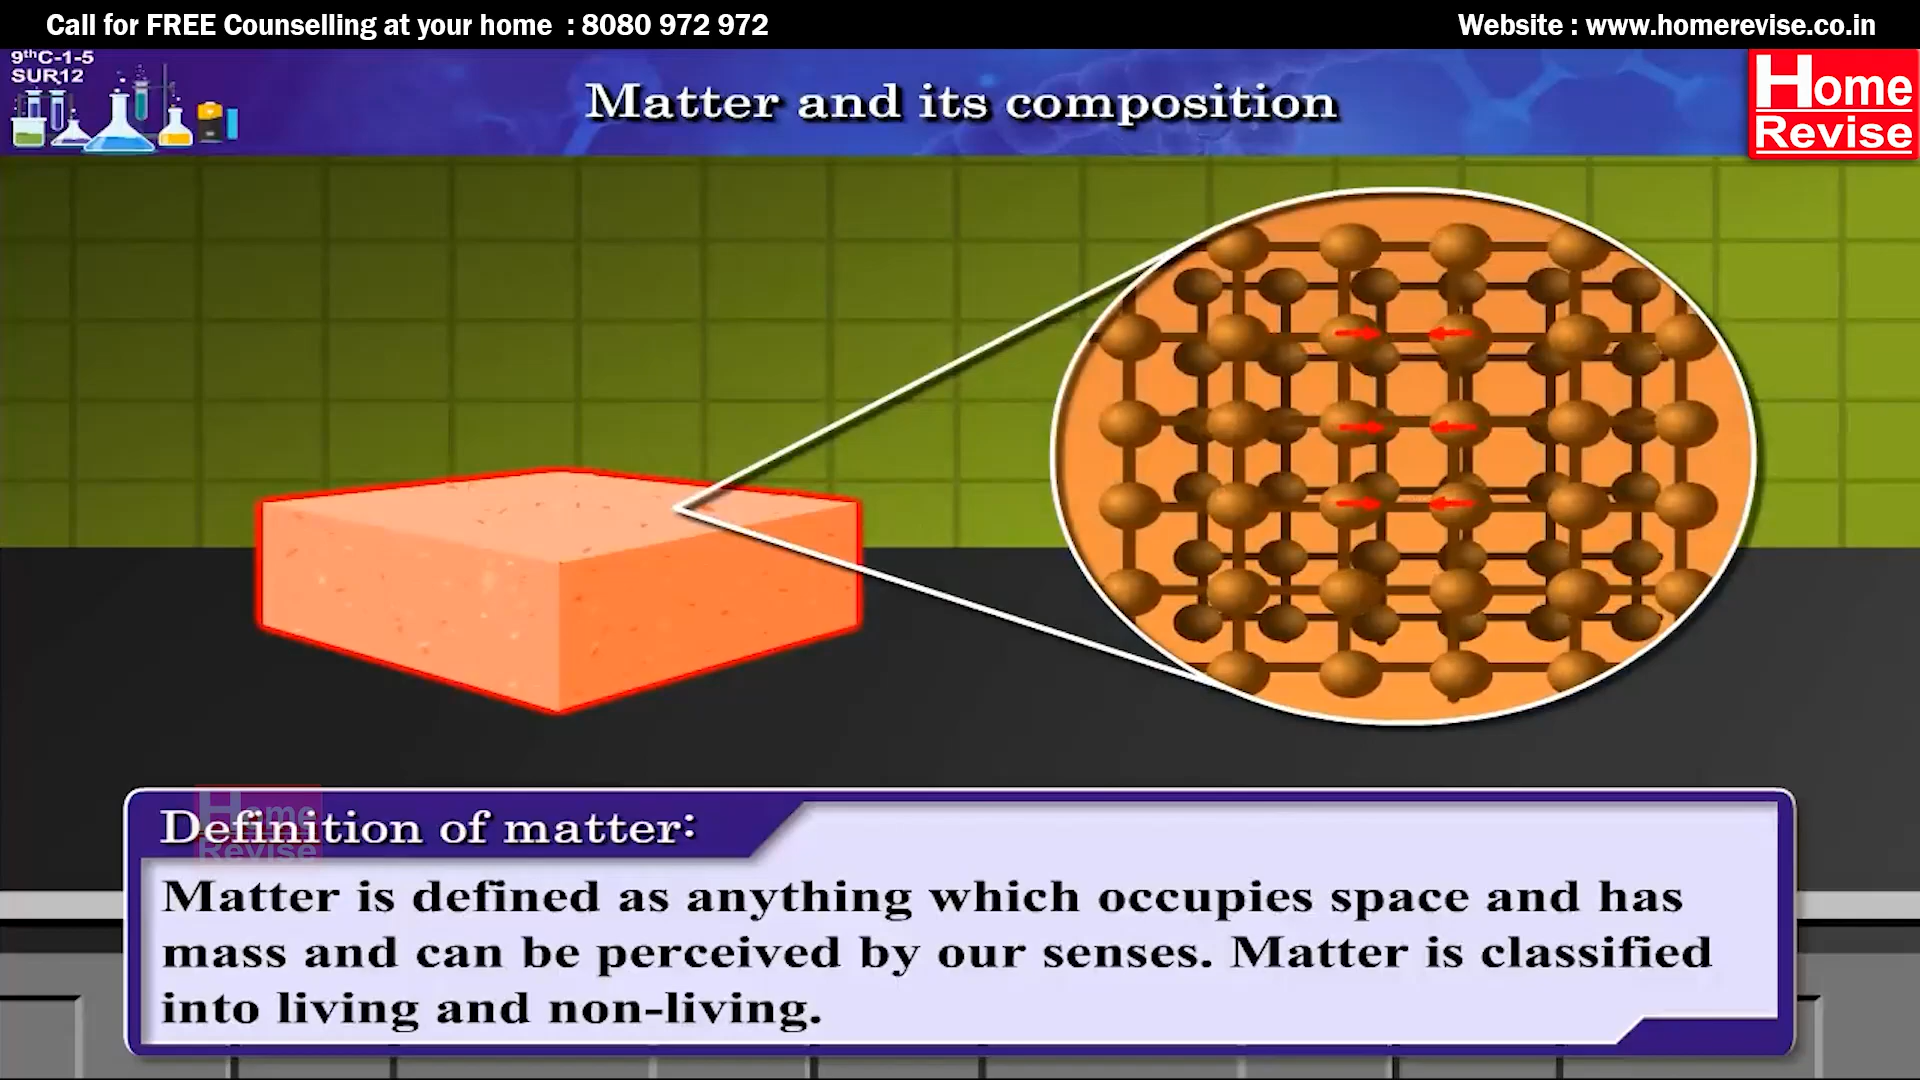 Call for FREE Counselling at your home : 8080 972 972
Website : www.homerevise.co.in
9thC-1-5
SUR12
Matter and its composition
Home
Revise
Home
Revise
Definition of matter:
Matter is defined as anything which occupies space and has
mass and can be perceived by our senses. Matter is classified
into living and non-living.